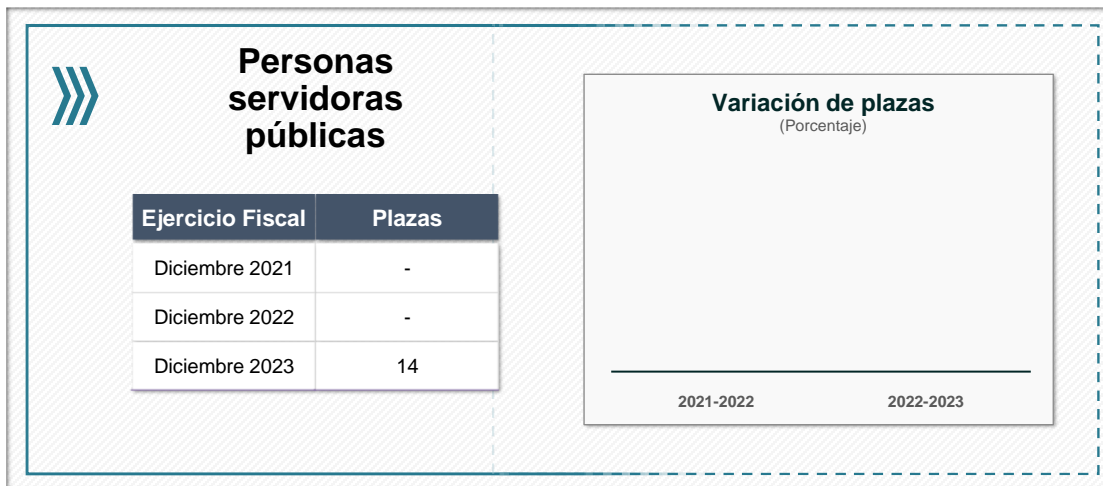 Personas
servidoras
públicas
Ejercicio Fiscal Plazas
Diciembre 2021 -
Diciembre 2022 -
Diciembre 2023 14
Variación de plazas
(Porcentaje)
2021-2022 2022-2023